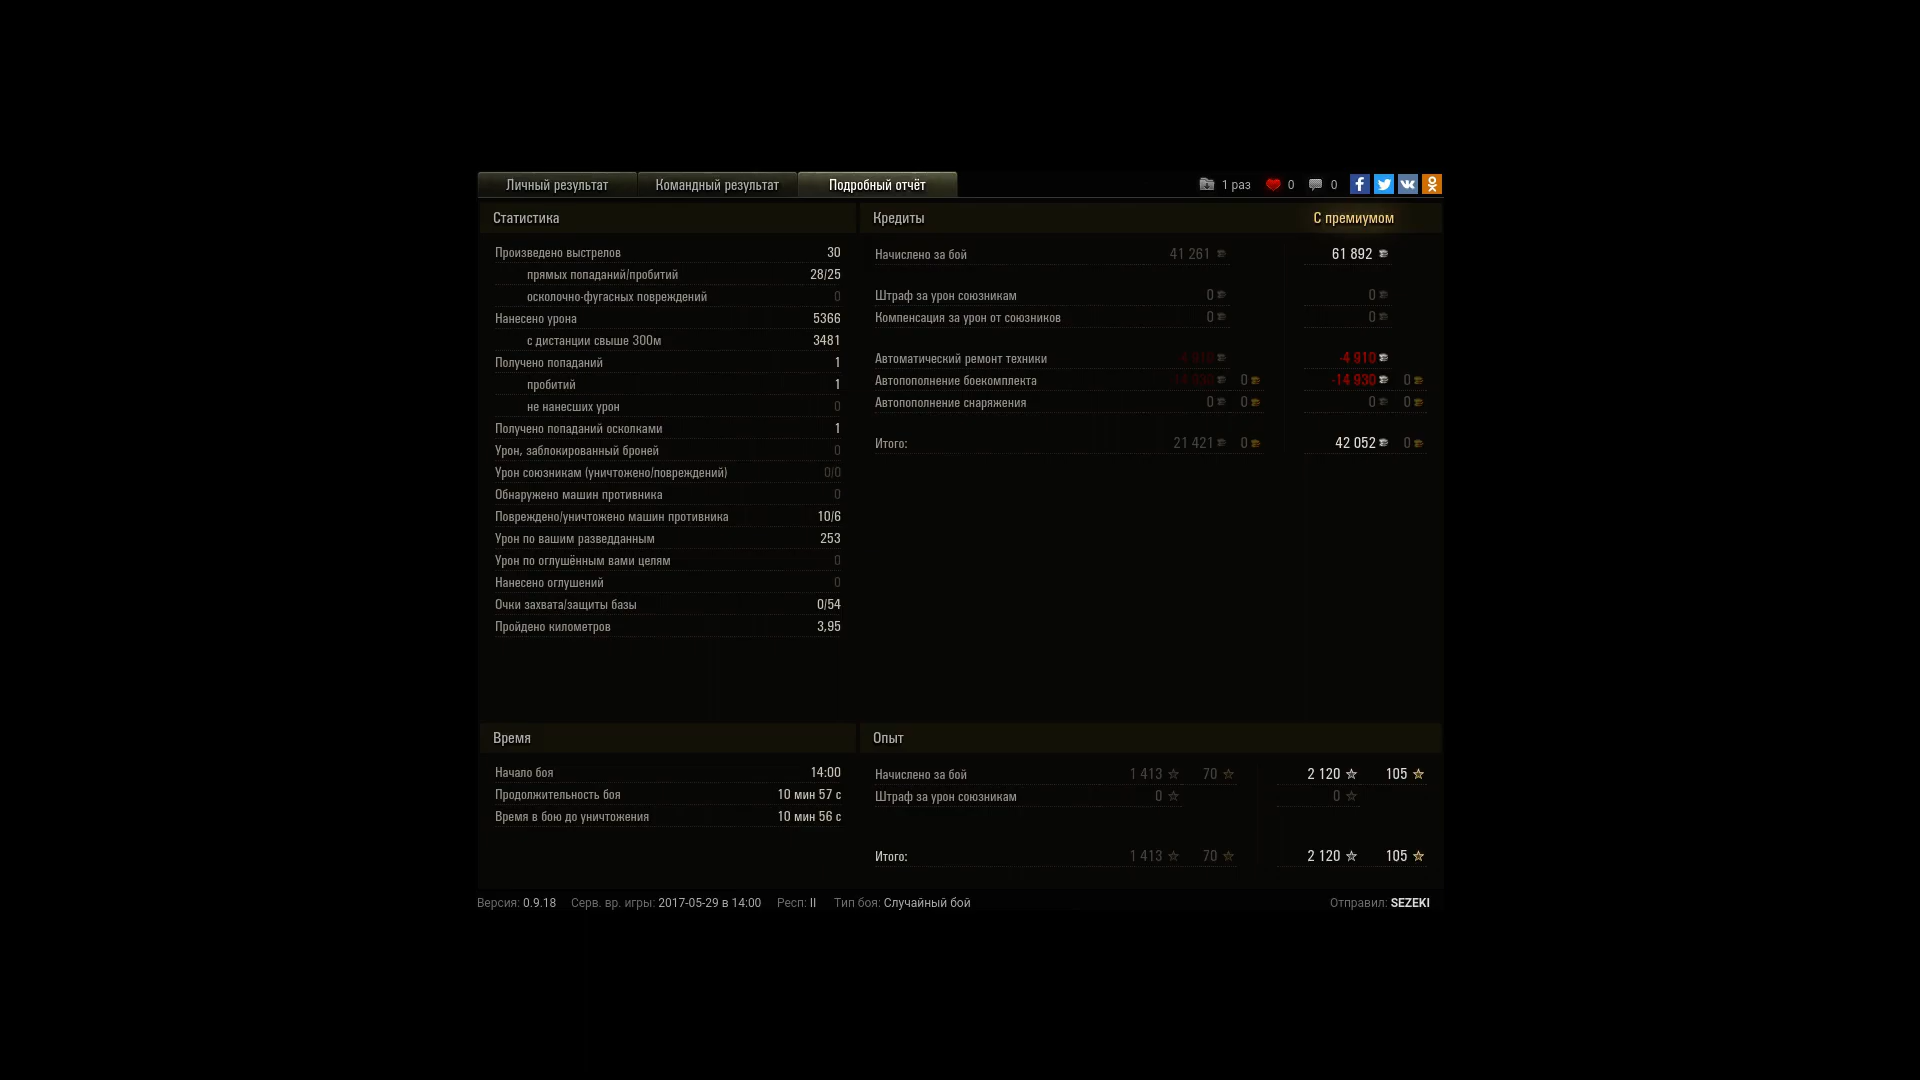 Личный результат Командный результат Подробный отчёт 1 раз 0 0
Статистика
Произведено выстрелов 30
прямых попаданий/пробитий 28/25
осколочно-фугасных повреждений 0
Нанесено урона 5366
с дистанции свыше 300м 3481
Получено попаданий 1
пробитий 1
не нанесших урон 0
Получено попаданий осколками 1
Урон, заблокированный броней 0
Урон союзникам (уничтожено/повреждений) 0/0
Обнаружено машин противника 0
Повреждено/уничтожено машин противника 10/6
Урон по вашим разведданным 253
Урон по оглушённым вами целям 0
Нанесено оглушений 0
Очки захвата/защиты базы 0/54
Пройдено километров 3,95
Кредиты С премиумом
Начислено за бой 41 261 61 892
Штраф за урон союзникам 0 0
Компенсация за урон от союзников 0 0
Автоматический ремонт техники -4 910 -4 910
Автопополнение боекомплекта -14 930 0 -14 930 0
Автопополнение снаряжения 0 0 0 0
Итого: 21 421 0 42 052 0
Время
Начало боя 14:00
Продолжительность боя 10 мин 57 с
Время в бою до уничтожения 10 мин 56 с
Опыт
Начислено за бой 1 413 70 2 120 105
Штраф за урон союзникам 0 0
Итого: 1 413 70 2 120 105
Версия: 0.9.18 Серв. вр. игры: 2017-05-29 в 14:00 Респ: II Тип боя: Случайный бой Отправил: SEZEKI